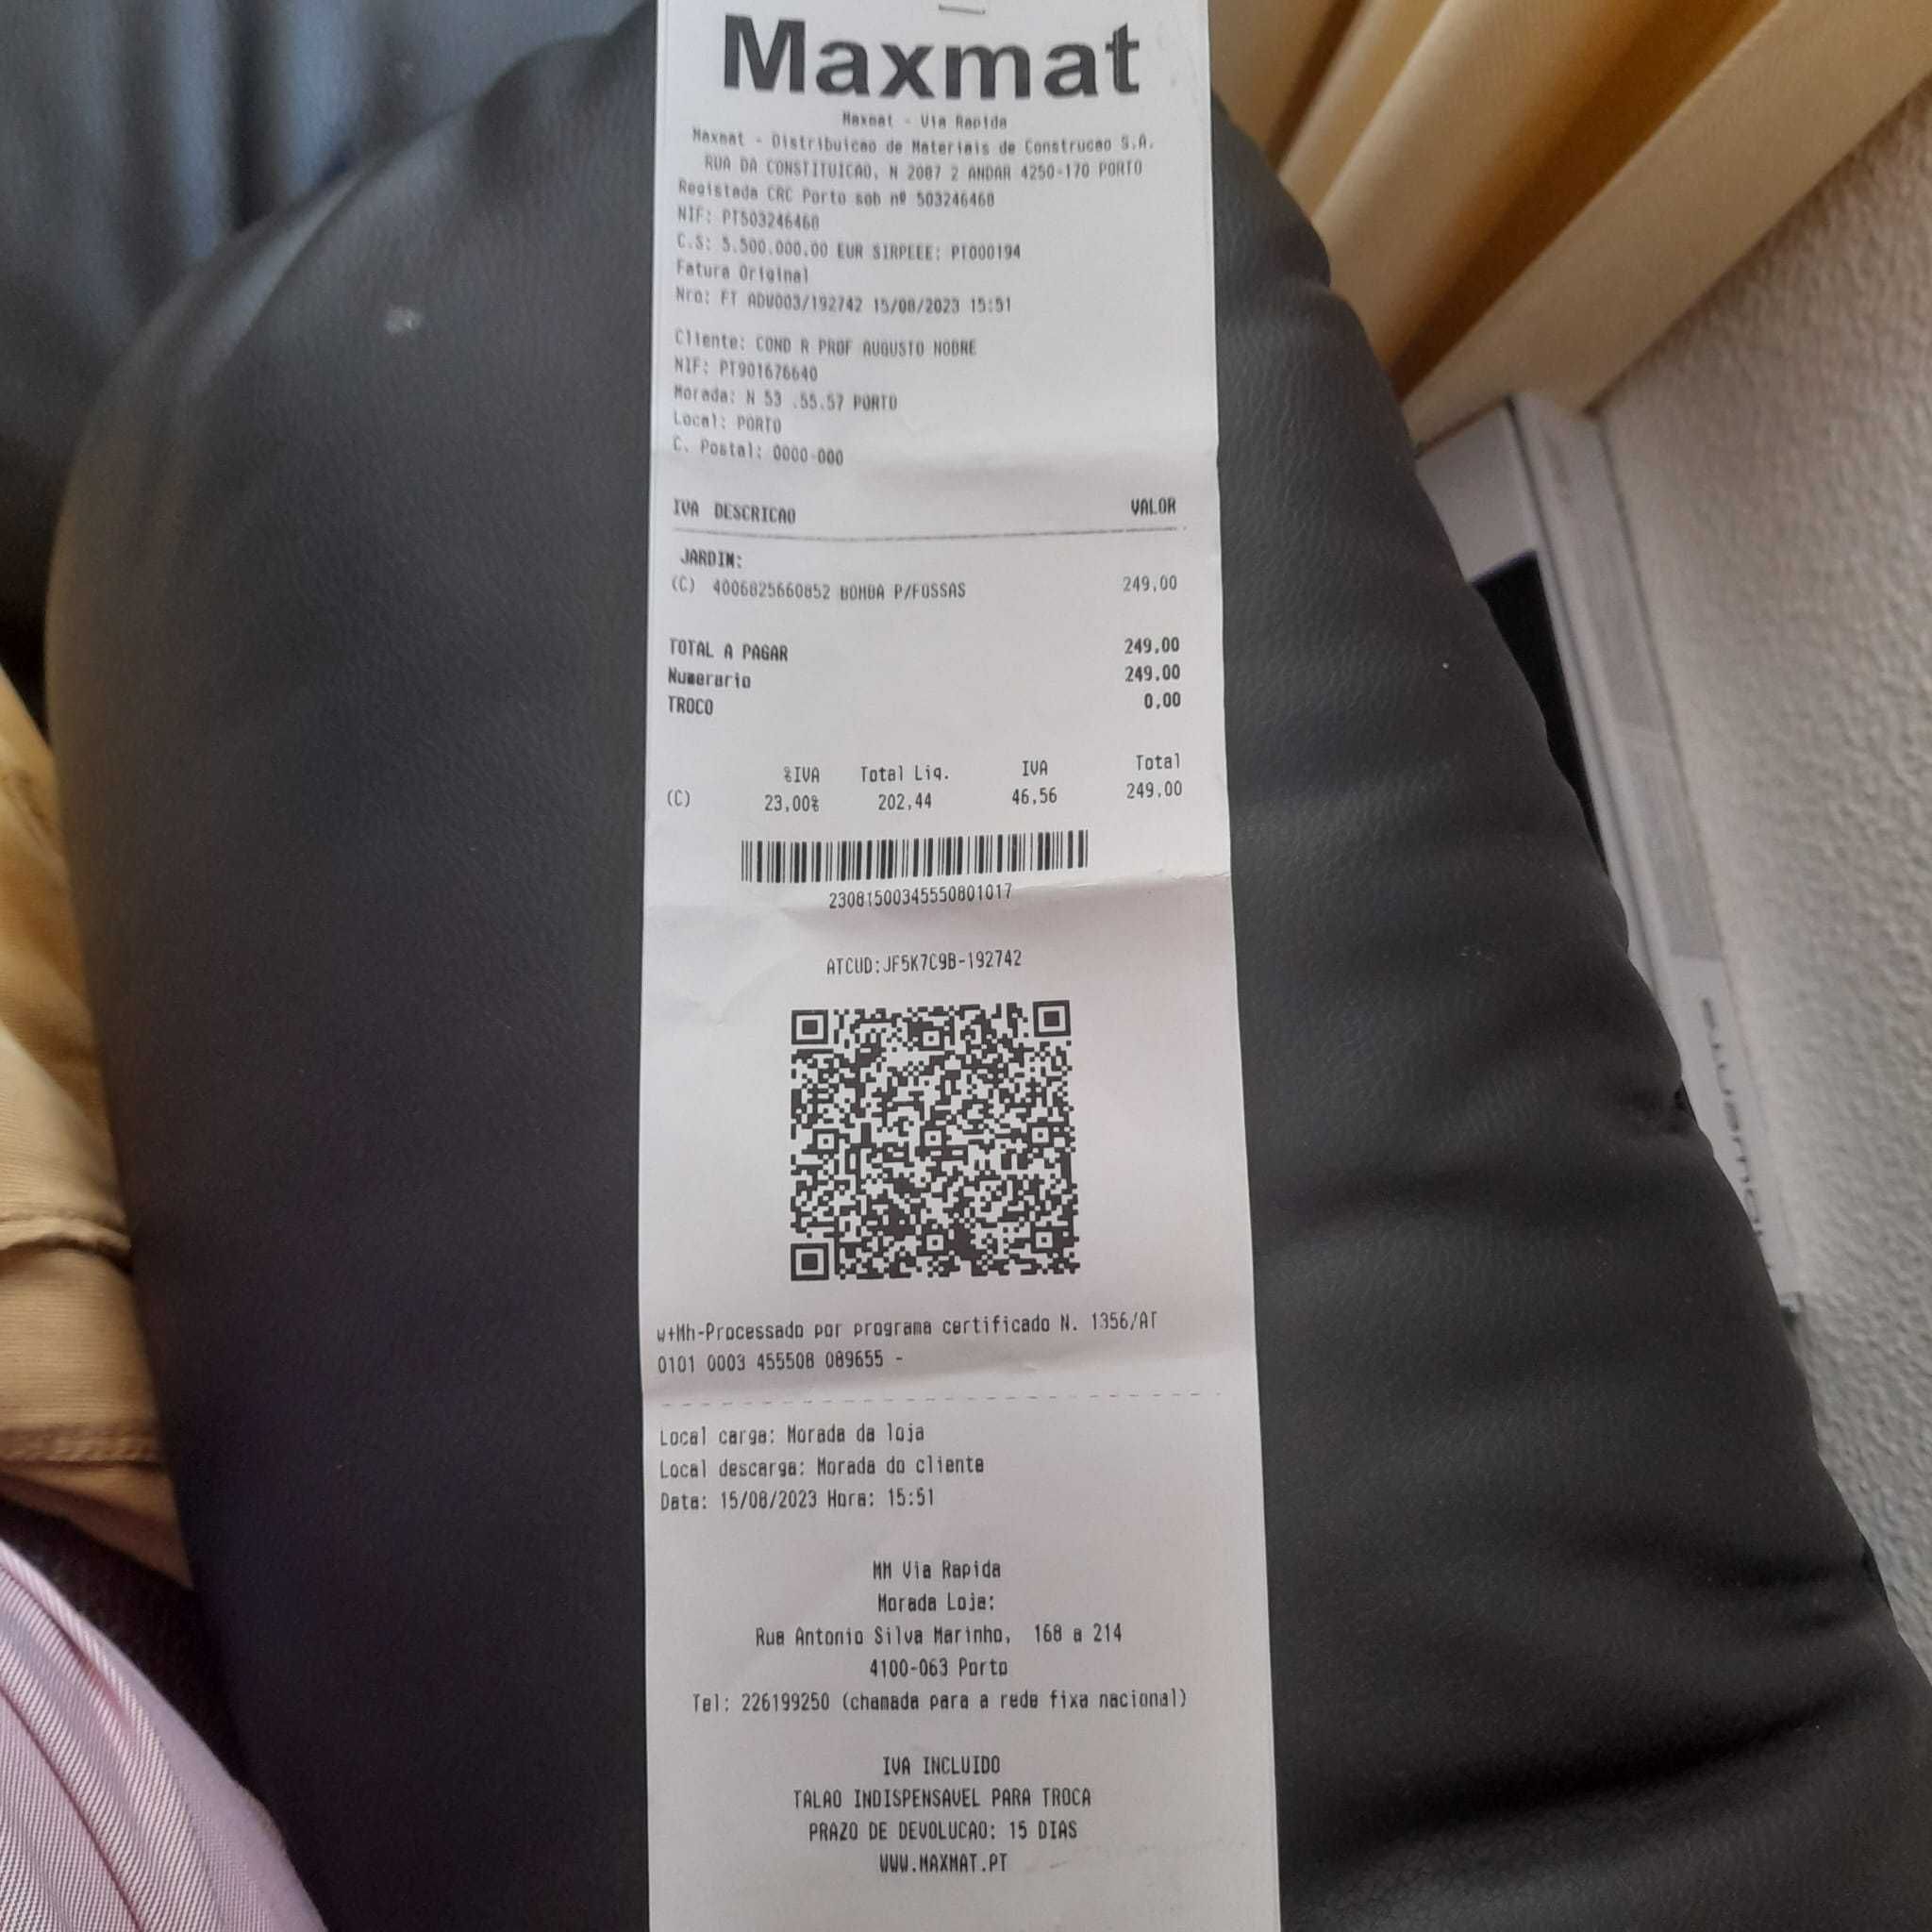 Maxmat
Maxmat - Via Rapida
Maxmat - Distribuicao de Materiais de Construcao S.A.
RUA DA CONSTITUICAO, N 2087 2 ANDAR 4250-170 PORTO
Registada CRC Porto sob nº 503246460
NIF: PT503246460
C.S: 5.500.000.00 EUR SIRPEEE: PT000194
Fatura Original
Nro: FT ADV003/192742 15/08/2023 15:51
Cliente: COND R PROF AUGUSTO NOBRE
NIF: PT901676640
Morada: N 53 .55.57 PORTO
Local: PORTO
C. Postal: 0000-000
IVA DESCRICAO VALOR
JARDIM:
(C) 4006825660852 BOMBA P/FOSSAS 249,00
TOTAL A PAGAR 249,00
Numerario 249,00
TROCO 0,00
%IVA Total Liq. IVA Total
(C) 23,00% 202,44 46,56 249,00
23081500345550801017
ATCUD:JF5K7C9B-192742
w+Mh-Processado por programa certificado N. 1356/AT
0101 0003 455508 089655 -
Local carga: Morada da loja
Local descarga: Morada do cliente
Data: 15/08/2023 Hora: 15:51
MM Via Rapida
Morada Loja:
Rua Antonio Silva Marinho, 168 a 214
4100-063 Porto
Tel: 226199250 (chamada para a rede fixa nacional)
IVA INCLUIDO
TALAO INDISPENSAVEL PARA TROCA
PRAZO DE DEVOLUCAO: 15 DIAS
WWW.MAXMAT.PT